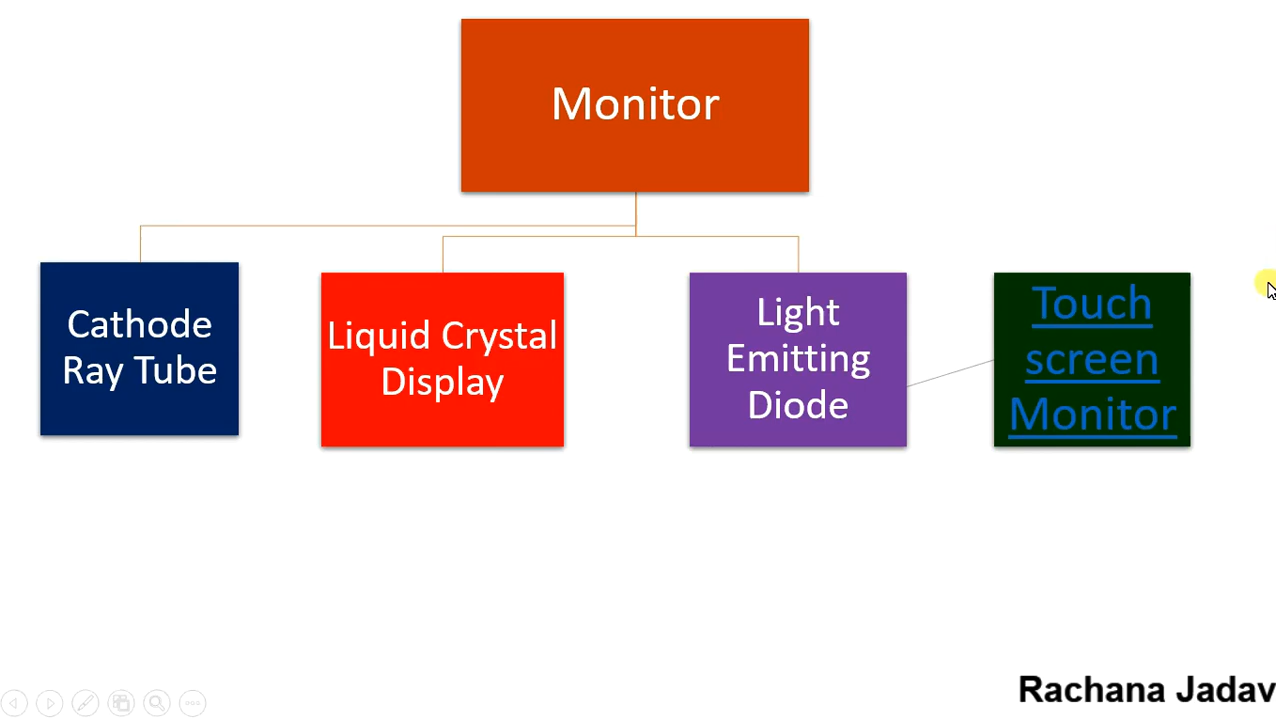 Monitor
Cathode
Ray Tube
Liquid Crystal
Display
Light
Emitting
Diode
Touch
screen
Monitor
Rachana Jadav